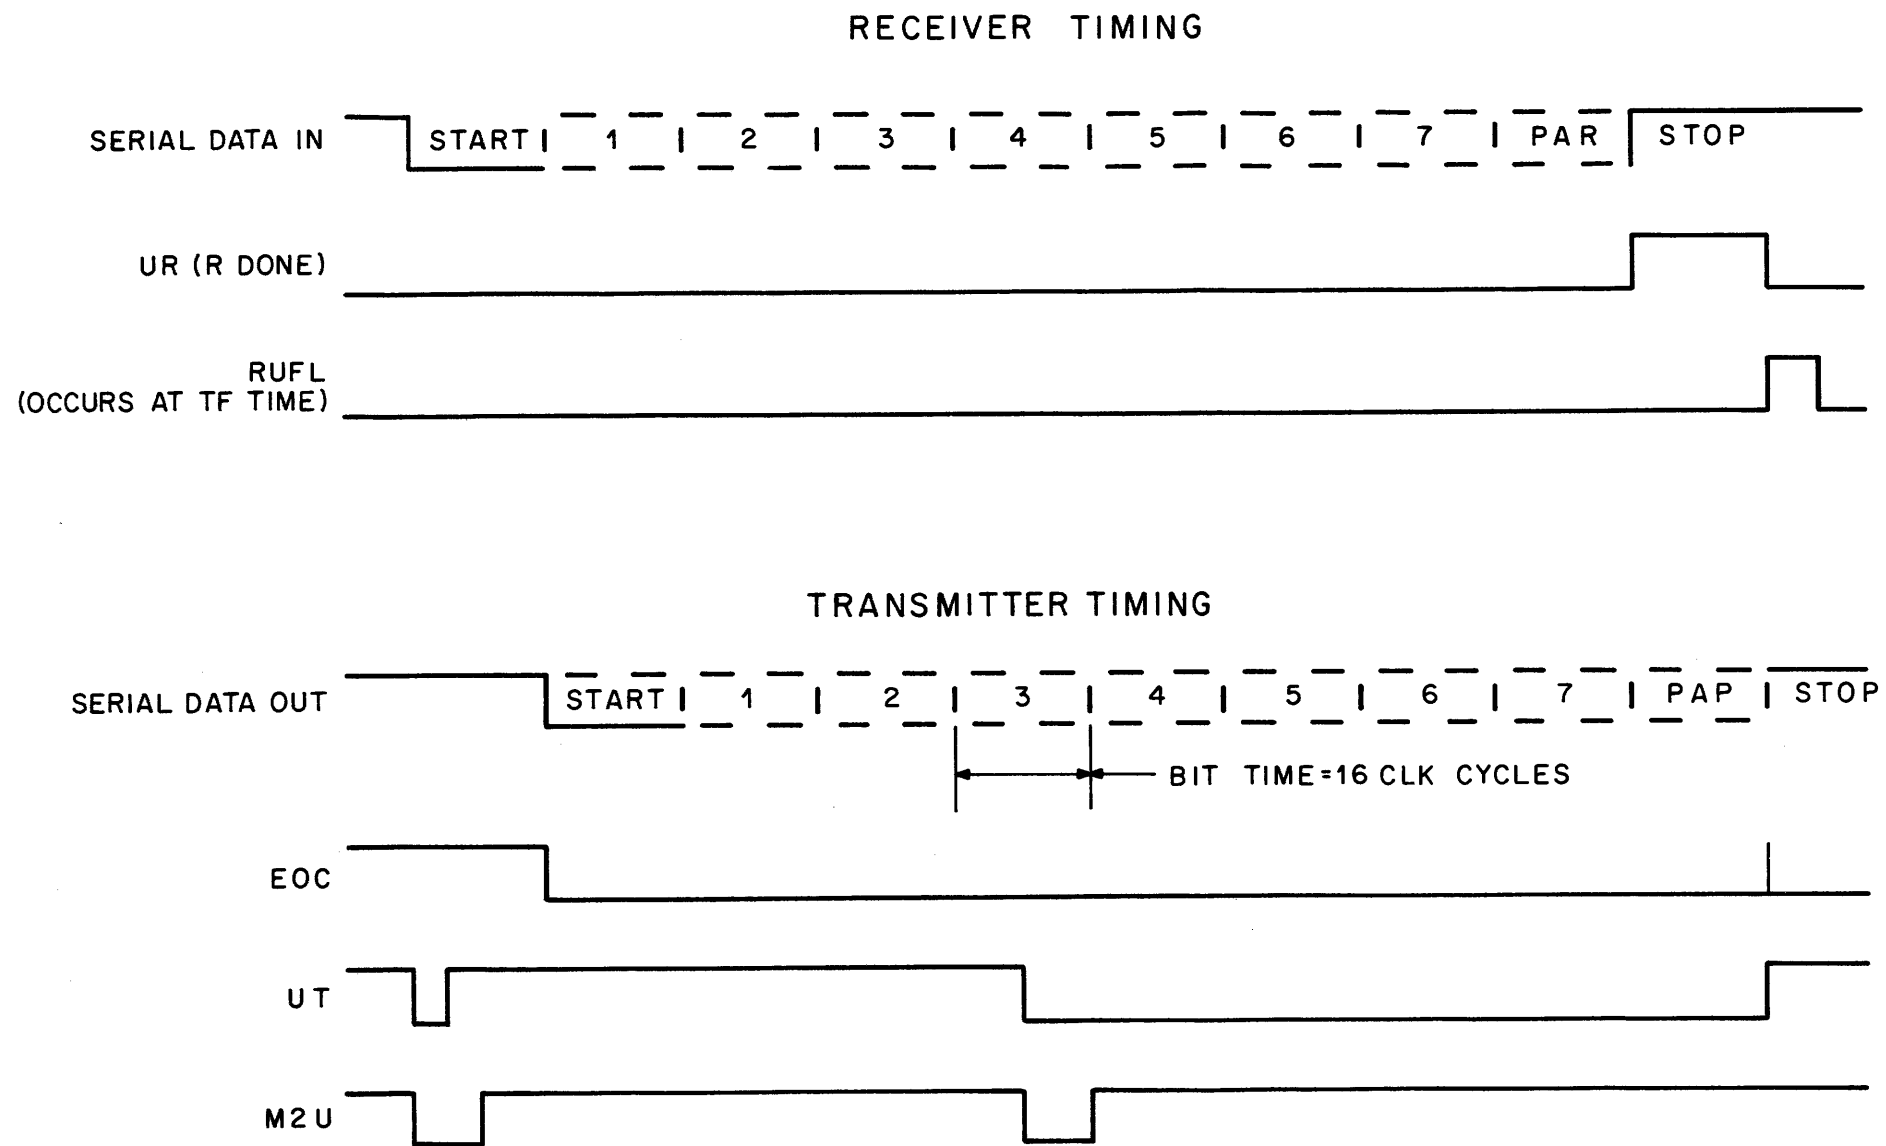 RECEIVER TIMING
SERIAL DATA IN
START 1 2 3 4 5 6 7 PAR STOP
UR (R DONE)
RUFL
(OCCURS AT TF TIME)
TRANSMITTER TIMING
SERIAL DATA OUT
START 1 2 3 4 5 6 7 PAP STOP
BIT TIME=16 CLK CYCLES
EOC
UT
M2U